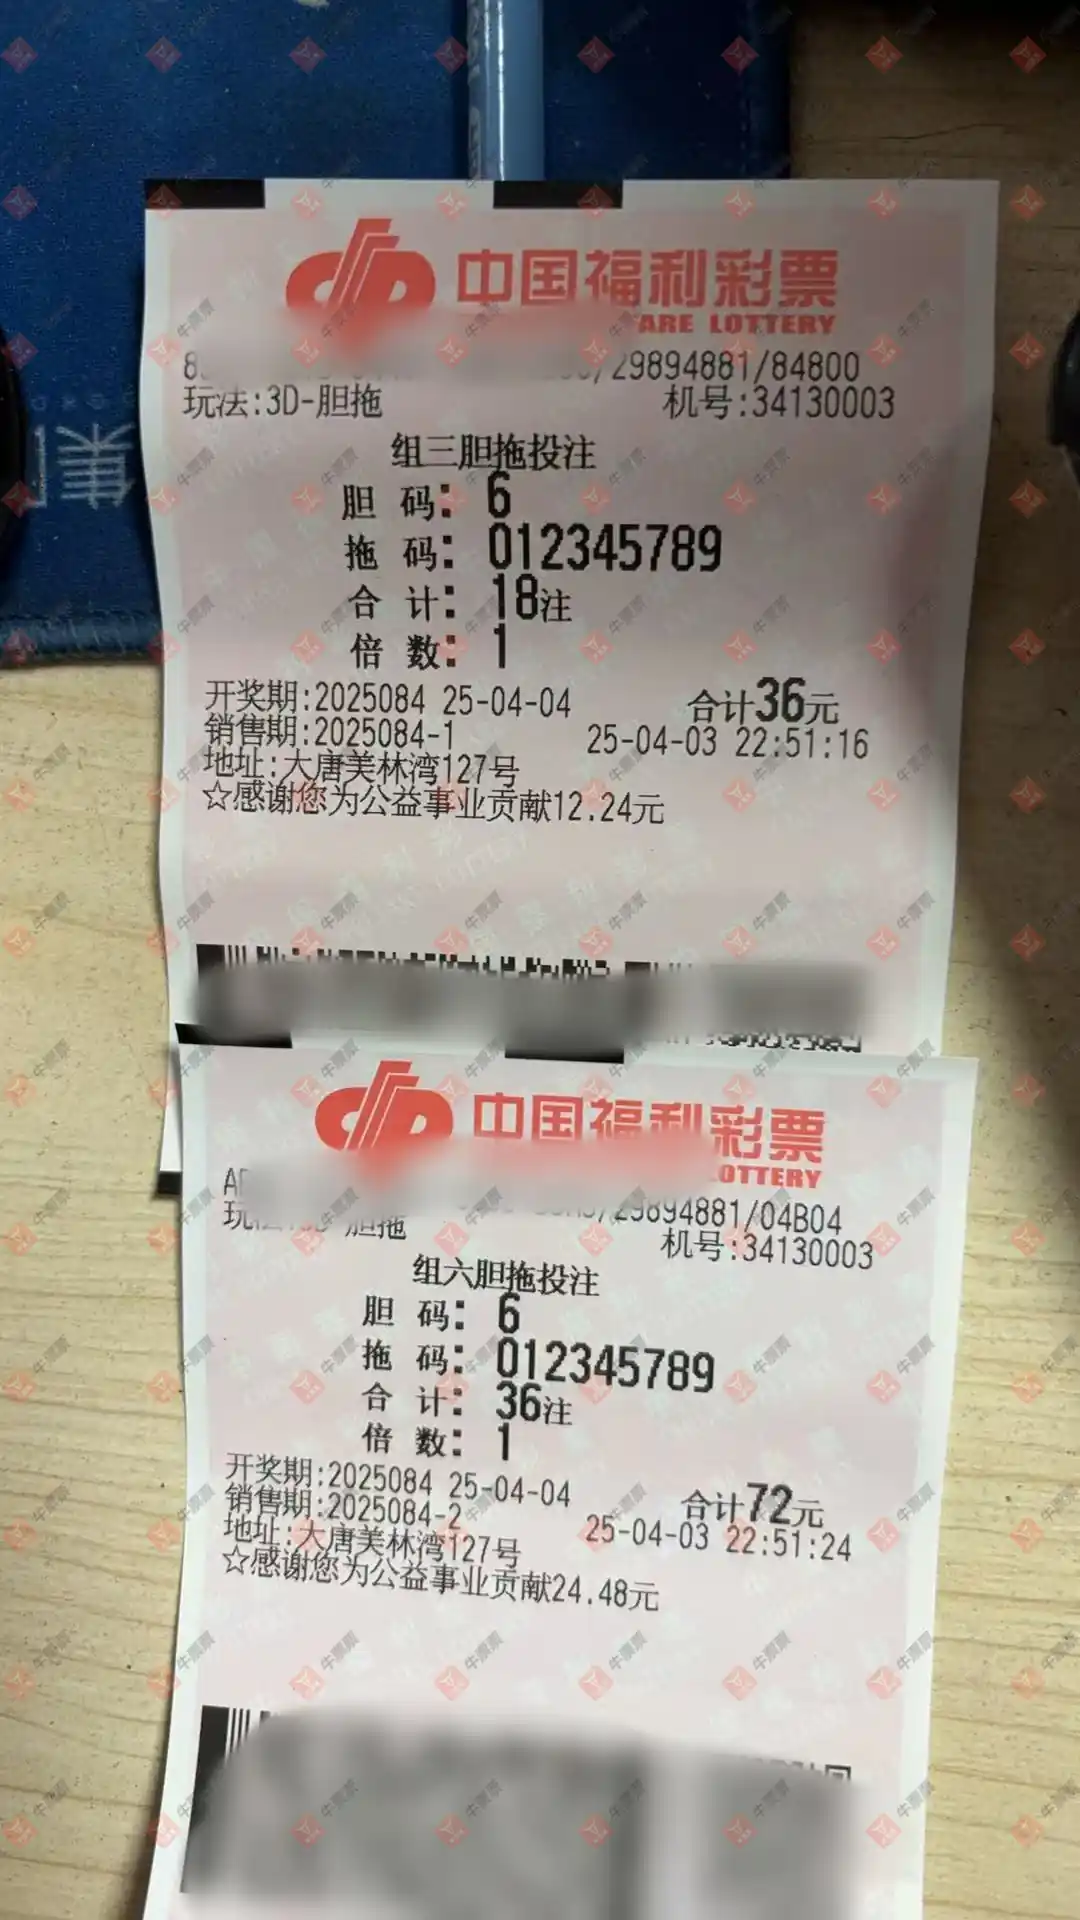 中国福利彩票
ARE LOTTERY
/29894881/84800
玩法:3D-胆拖 机号:34130003
组三胆拖投注
胆 码: 6
拖 码: 012345789
合 计: 18注
倍 数: 1
开奖期:2025084 25-04-04 合计36元
销售期:2025084-1 25-04-03 22:51:16
地址:大唐美林湾127号
☆感谢您为公益事业贡献12.24元
中国福利彩票
LOTTERY
/29894881/04B04
胆拖 机号:34130003
组六胆拖投注
胆 码: 6
拖 码: 012345789
合 计: 36注
倍 数: 1
开奖期:2025084 25-04-04 合计72元
销售期:2025084-2 25-04-03 22:51:24
地址:大唐美林湾127号
☆感谢您为公益事业贡献24.48元
牛票票